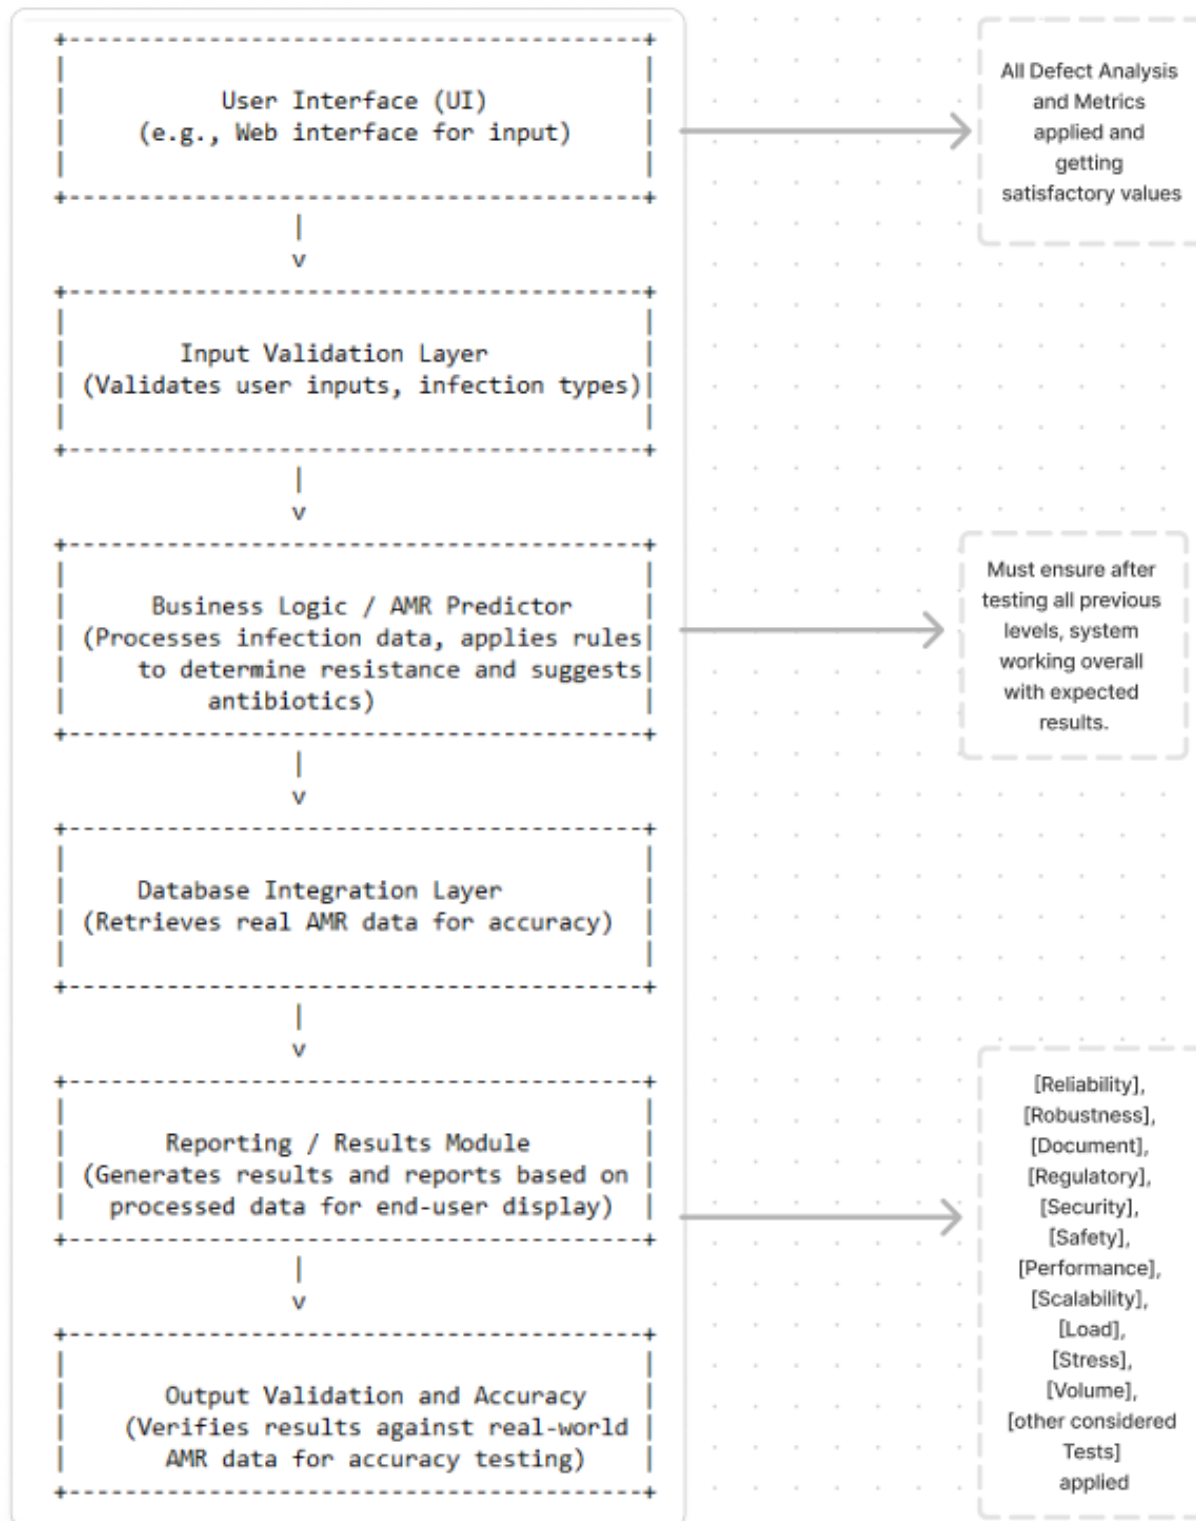 User Interface (UI)
(e.g., Web interface for input)
Input Validation Layer
(Validates user inputs, infection types)
Business Logic / AMR Predictor
(Processes infection data, applies rules
to determine resistance and suggests
antibiotics)
Database Integration Layer
(Retrieves real AMR data for accuracy)
Reporting / Results Module
(Generates results and reports based on
processed data for end-user display)
Output Validation and Accuracy
(Verifies results against real-world
AMR data for accuracy testing)
All Defect Analysis
and Metrics
applied and
getting
satisfactory values
Must ensure after
testing all previous
levels, system
working overall
with expected
results.
[Reliability],
[Robustness],
[Document],
[Regulatory],
[Security],
[Safety],
[Performance],
[Scalability],
[Load],
[Stress],
[Volume],
[other considered
Tests]
applied